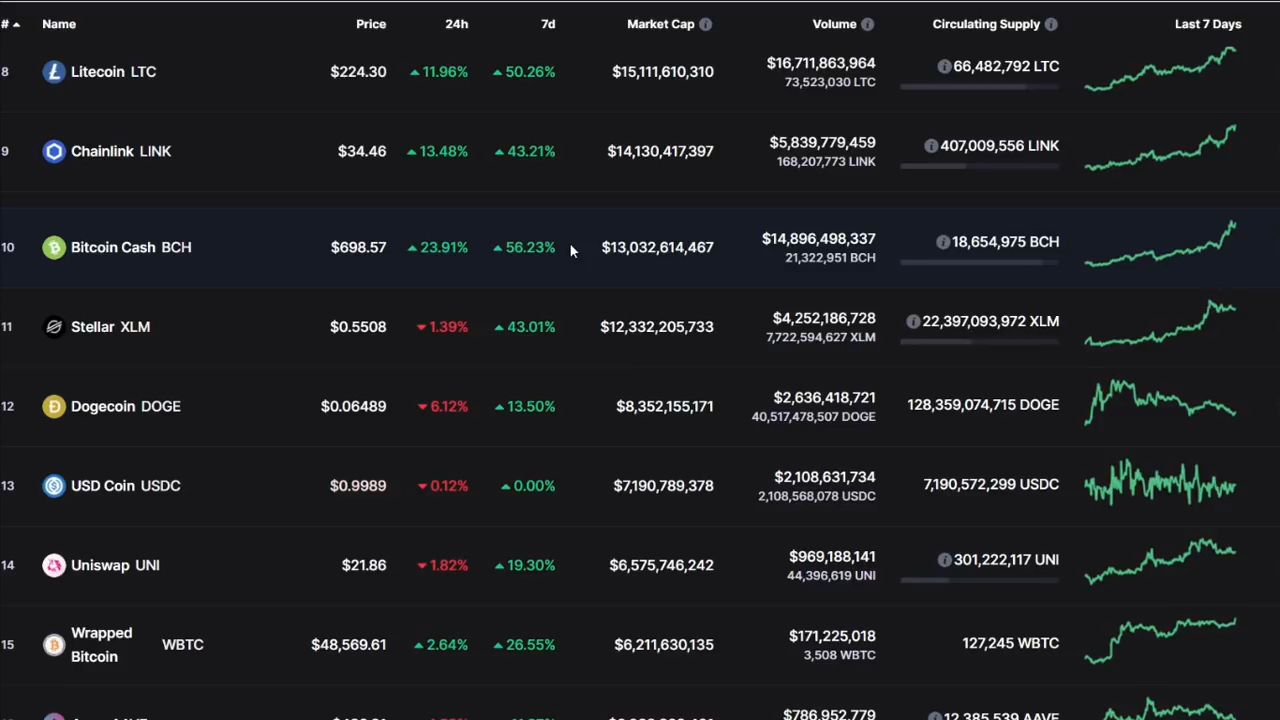 # Name Price 24h 7d Market Cap Volume Circulating Supply Last 7 Days
8 Litecoin LTC $224.30 11.96% 50.26% $15,111,610,310 $16,711,863,964 66,482,792 LTC
73,523,030 LTC
9 Chainlink LINK $34.46 13.48% 43.21% $14,130,417,397 $5,839,779,459 407,009,556 LINK
168,207,773 LINK
10 Bitcoin Cash BCH $698.57 23.91% 56.23% $13,032,614,467 $14,896,498,337 18,654,975 BCH
21,322,951 BCH
11 Stellar XLM $0.5508 1.39% 43.01% $12,332,205,733 $4,252,186,728 22,397,093,972 XLM
7,722,594,627 XLM
12 Dogecoin DOGE $0.06489 6.12% 13.50% $8,352,155,171 $2,636,418,721 128,359,074,715 DOGE
40,517,478,507 DOGE
13 USD Coin USDC $0.9989 0.12% 0.00% $7,190,789,378 $2,108,631,734 7,190,572,299 USDC
2,108,568,078 USDC
14 Uniswap UNI $21.86 1.82% 19.30% $6,575,746,242 $969,188,141 301,222,117 UNI
44,396,619 UNI
15 Wrapped Bitcoin WBTC $48,569.61 2.64% 26.55% $6,211,630,135 $171,225,018 127,245 WBTC
3,508 WBTC
$786,952,779 12,385,539 AAVE